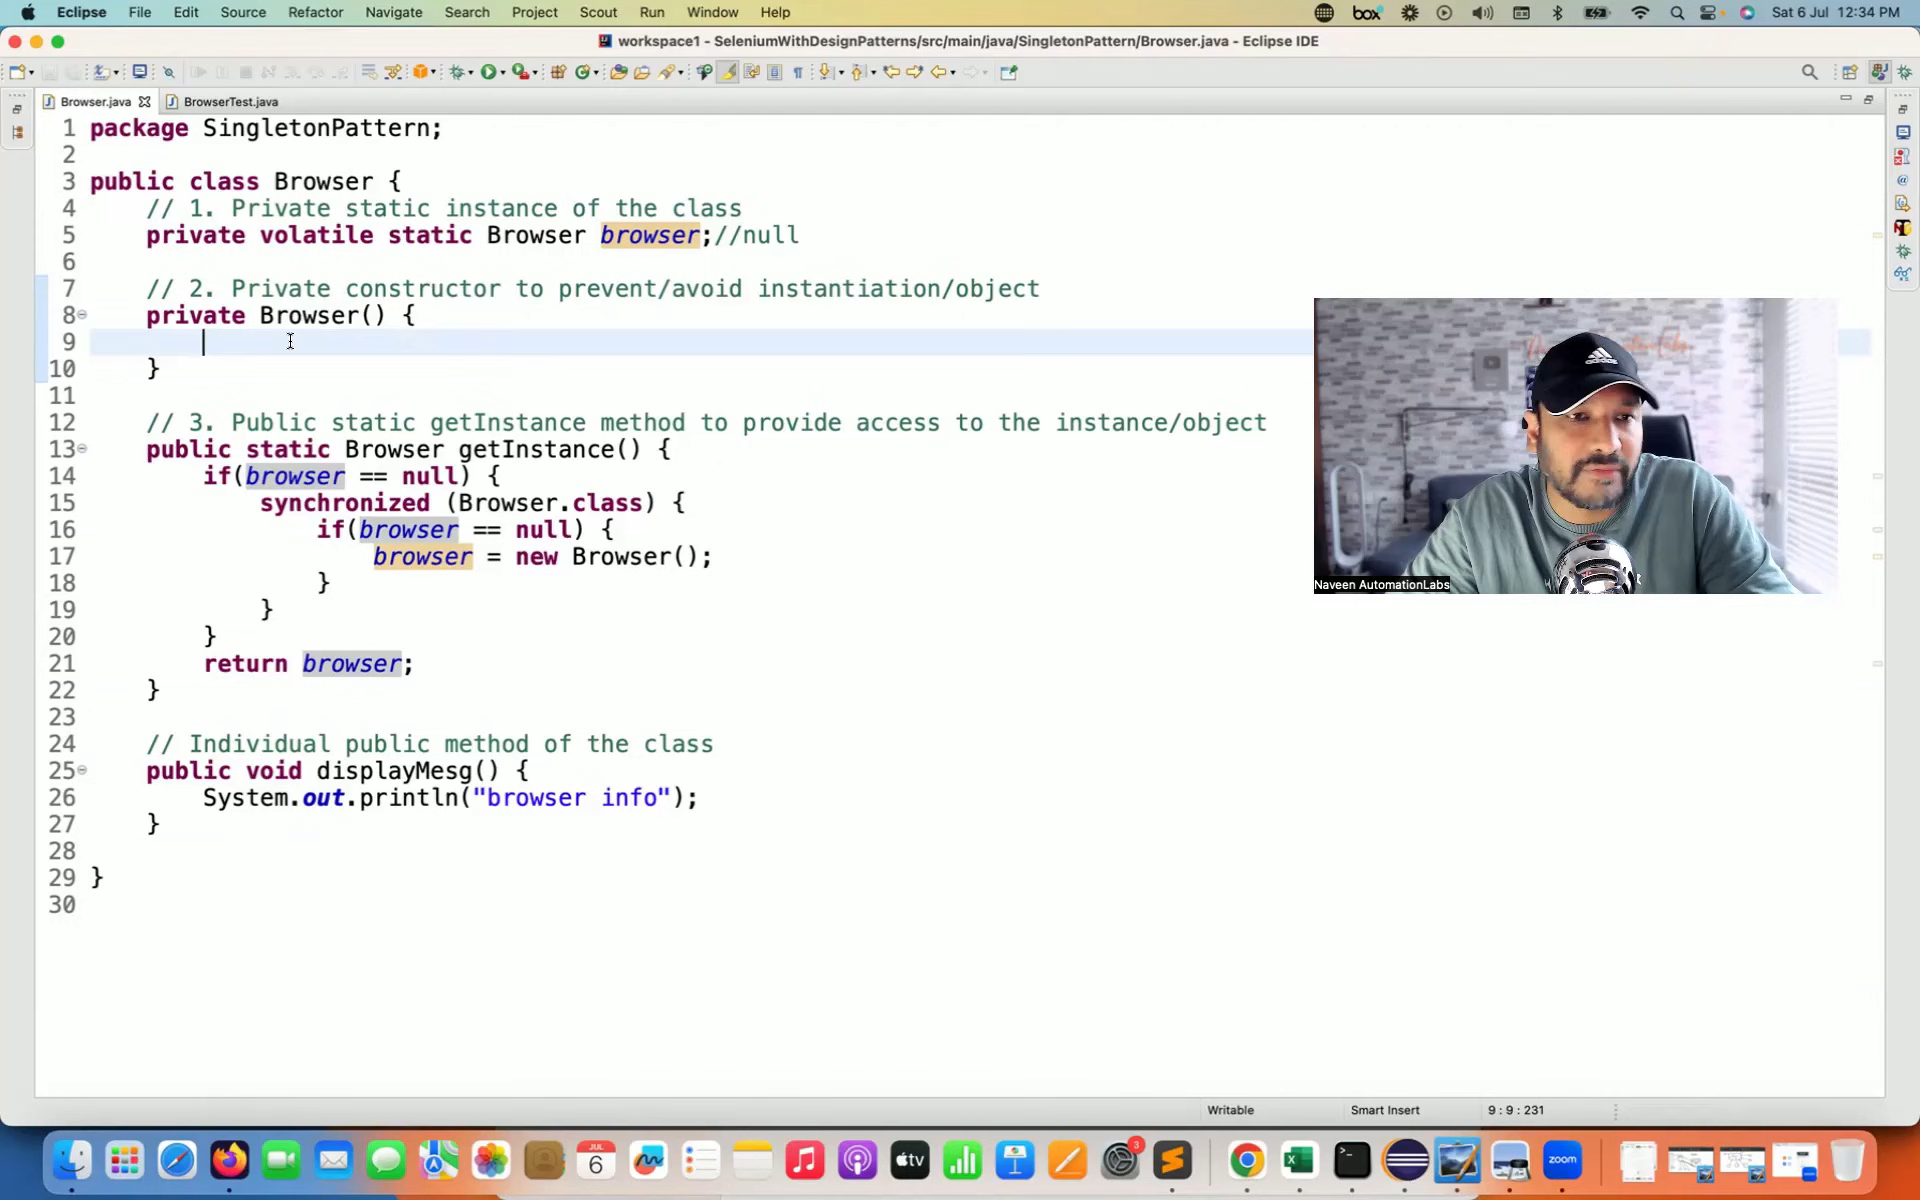 Eclipse File Edit Source Refactor Navigate Search Project Scout Run Window Help box Sat 6 Jul 12:34 PM
workspace1 - SeleniumWithDesignPatterns/src/main/java/SingletonPattern/Browser.java - Eclipse IDE
Browser.java BrowserTest.java
1 package SingletonPattern;
2
3 public class Browser {
4 // 1. Private static instance of the class
5 private volatile static Browser browser;//null
6
7 // 2. Private constructor to prevent/avoid instantiation/object
8 private Browser() {
9
10 }
11
12 // 3. Public static getInstance method to provide access to the instance/object
13 public static Browser getInstance() {
14 if(browser == null) {
15 synchronized (Browser.class) {
16 if(browser == null) {
17 browser = new Browser();
18 }
19 }
20 }
21 return browser;
22 }
23
24 // Individual public method of the class
25 public void displayMesg() {
26 System.out.println("browser info");
27 }
28
29 }
30
adidas
Naveen AutomationLabs
Writable Smart Insert 9 : 9 : 231
JUL
6
tv
3
zoom